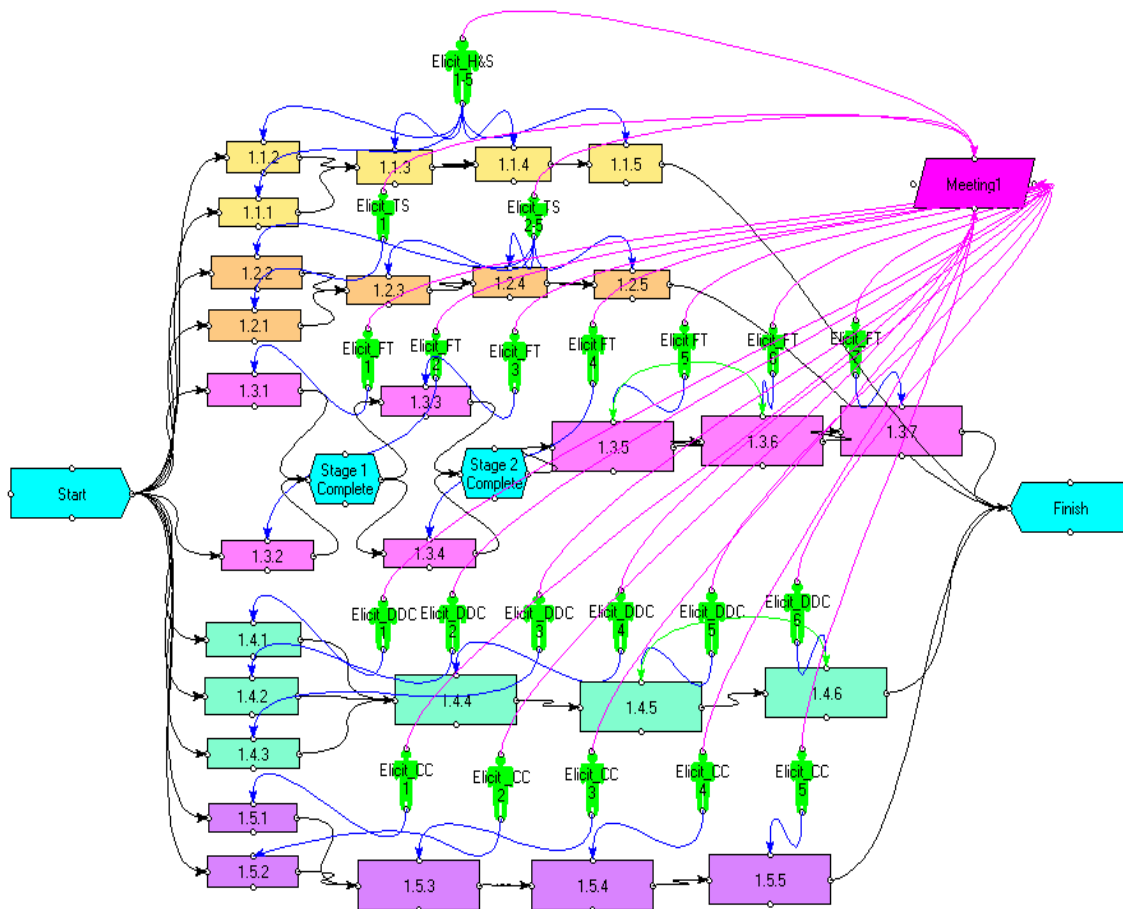 Elicit_H&S
1-5
1.1.2
1.1.3
1.1.4
1.1.5
Meeting1
1.1.1
Elicit_TS
1
Elicit_TS
2-5
1.2.2
1.2.3
1.2.4
1.2.5
1.2.1
Elicit_FT
1
Elicit_FT
2
Elicit_FT
3
Elicit_FT
4
Elicit_FT
5
Elicit_FT
6
Elicit_FT
7
1.3.1
1.3.3
1.3.5
1.3.6
1.3.7
Start
Stage 1
Complete
Stage 2
Complete
Finish
1.3.2
1.3.4
Elicit_DDC
1
Elicit_DDC
2
Elicit_DDC
3
Elicit_DDC
4
Elicit_DDC
5
Elicit_DDC
6
1.4.1
1.4.2
1.4.4
1.4.5
1.4.6
1.4.3
Elicit_CC
1
Elicit_CC
2
Elicit_CC
3
Elicit_CC
4
Elicit_CC
5
1.5.1
1.5.2
1.5.3
1.5.4
1.5.5